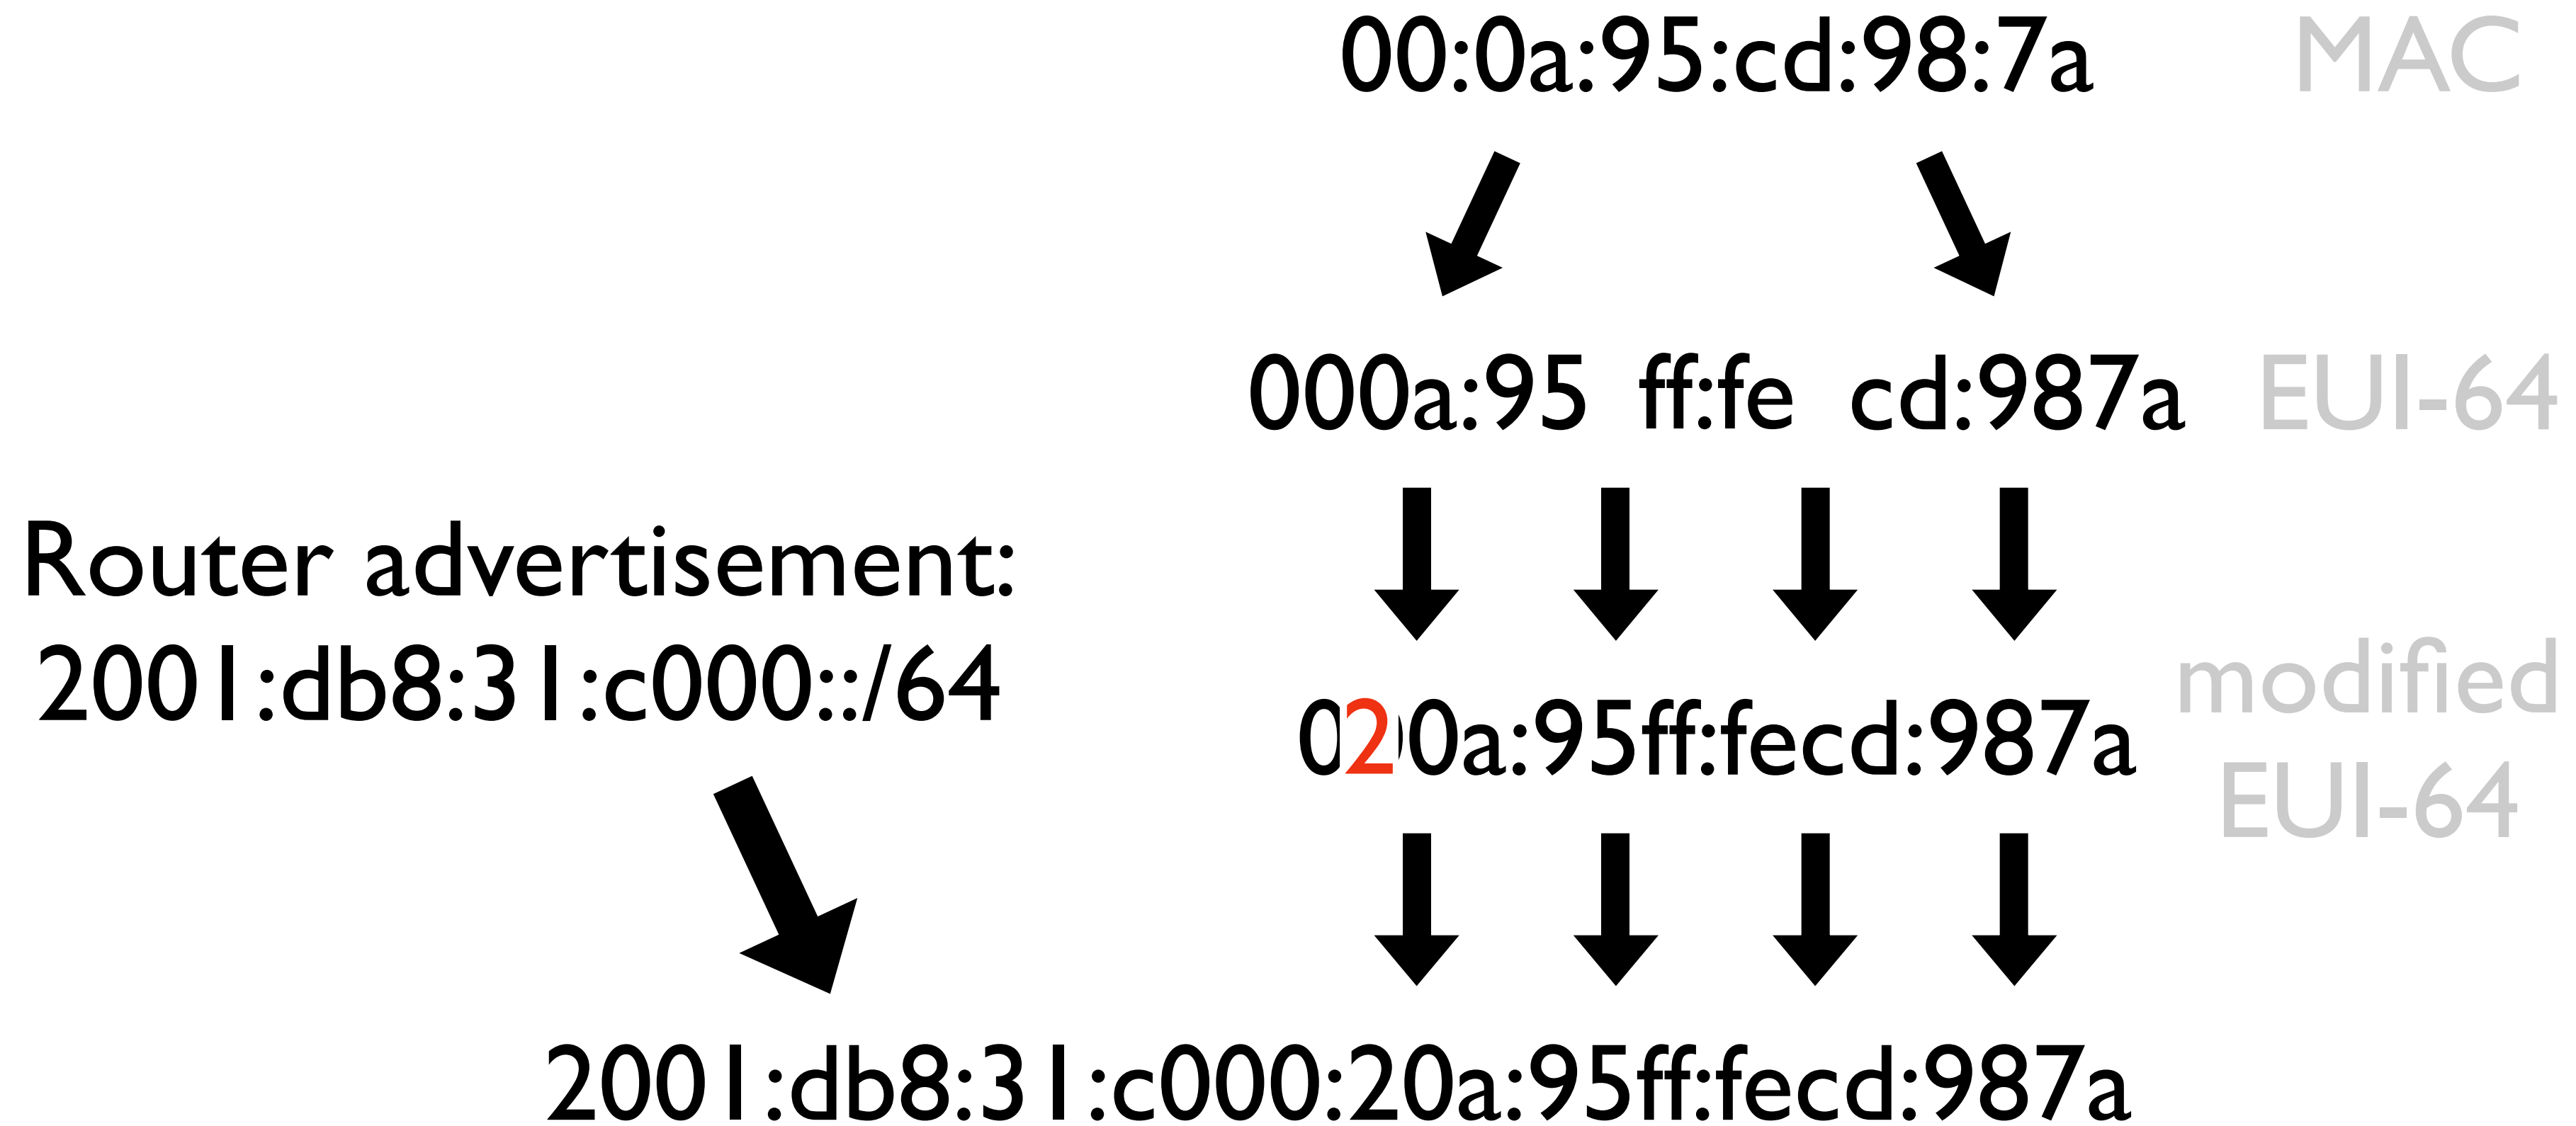 00:0a:95:cd:98:7a MAC
000a:95 ff:fe cd:987a EUI-64
Router advertisement:
2001:db8:31:c000::/64
020a:95ff:fecd:987a modified
EUI-64
2001:db8:31:c000:20a:95ff:fecd:987a